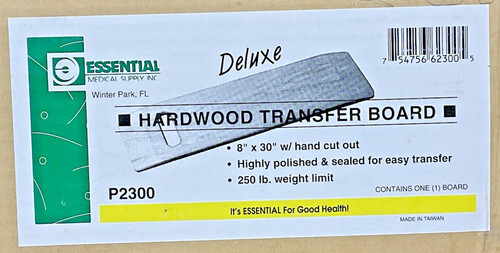 ESSENTIAL
MEDICAL SUPPLY INC
Winter Park, FL
Deluxe
7 54756 62300 5
■ HARDWOOD TRANSFER BOARD ■
• 8" x 30" w/ hand cut out
• Highly polished & sealed for easy transfer
• 250 lb. weight limit
P2300
CONTAINS ONE (1) BOARD
It's ESSENTIAL For Good Health!
MADE IN TAIWAN